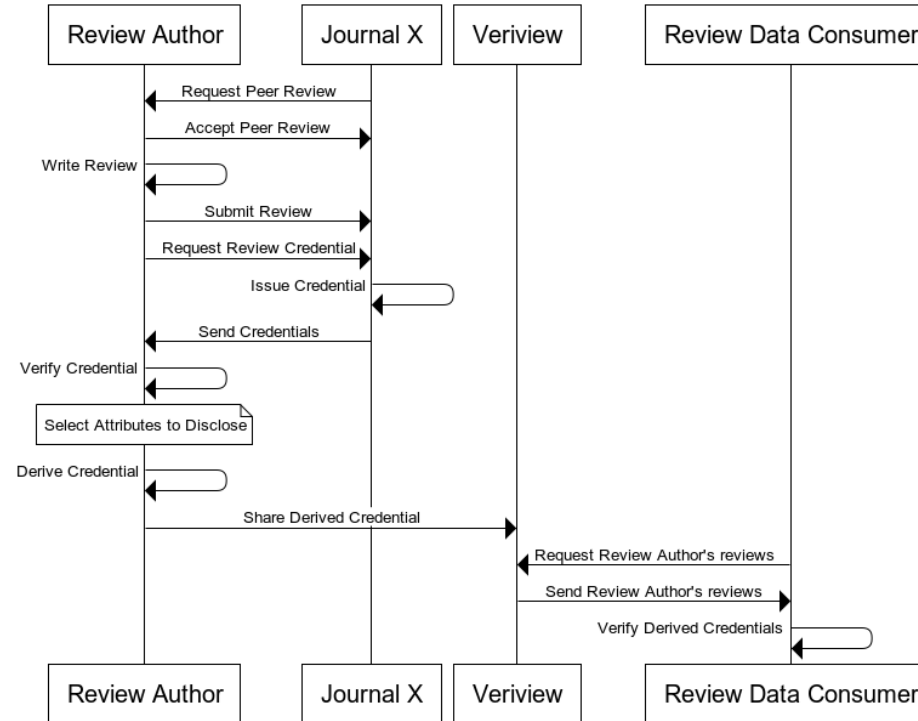 Review Author
Journal X
Veriview
Review Data Consumer
Request Peer Review
Accept Peer Review
Write Review
Submit Review
Request Review Credential
Issue Credential
Send Credentials
Verify Credential
Select Attributes to Disclose
Derive Credential
Share Derived Credential
Request Review Author's reviews
Send Review Author's reviews
Verify Derived Credentials
Review Author
Journal X
Veriview
Review Data Consumer